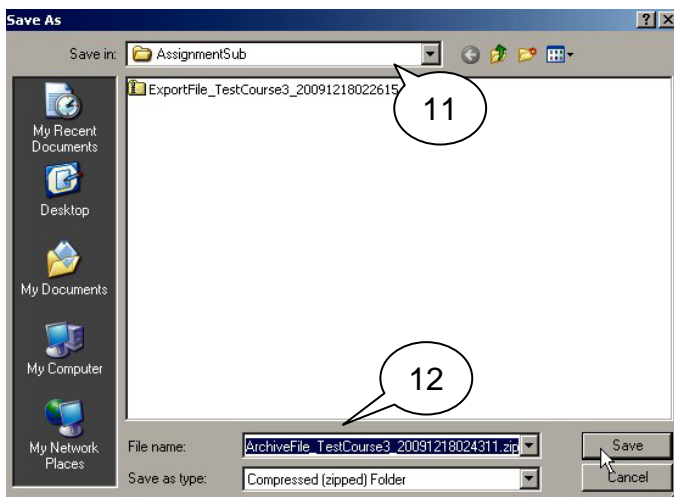 Save As
Save in:
AssignmentSub
ExportFile_TestCourse3_20091218022615
11
My Recent
Documents
Desktop
My Documents
My Computer
My Network
Places
12
File name:
ArchiveFile_TestCourse3_20091218024311.zip
Save
Save as type:
Compressed (zipped) Folder
Cancel